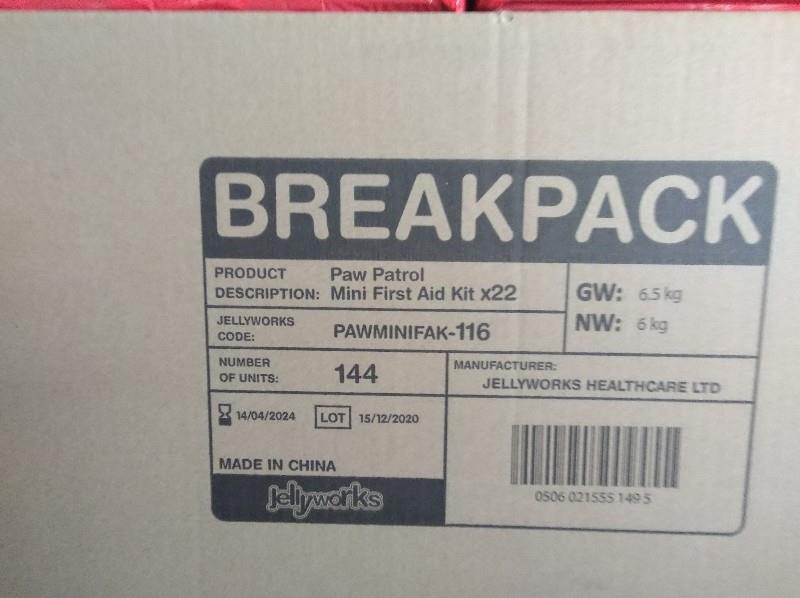 BREAKPACK
PRODUCT DESCRIPTION: Paw Patrol
Mini First Aid Kit x22
GW: 6.5 kg
NW: 6 kg
JELLYWORKS CODE: PAWMINIFAK-116
NUMBER OF UNITS: 144
MANUFACTURER:
JELLYWORKS HEALTHCARE LTD
14/04/2024 LOT 15/12/2020
MADE IN CHINA
jellyworks
0506 021555 149 5